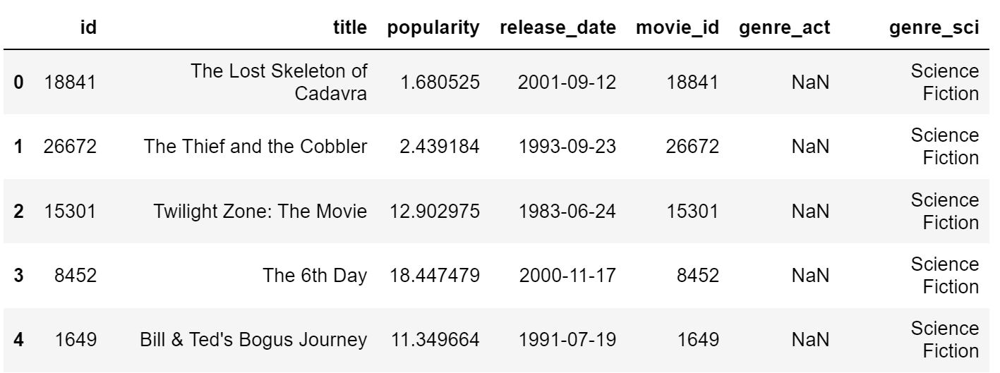 id title popularity release_date movie_id genre_act genre_sci
0 18841 The Lost Skeleton of Cadavra 1.680525 2001-09-12 18841 NaN Science Fiction
1 26672 The Thief and the Cobbler 2.439184 1993-09-23 26672 NaN Science Fiction
2 15301 Twilight Zone: The Movie 12.902975 1983-06-24 15301 NaN Science Fiction
3 8452 The 6th Day 18.447479 2000-11-17 8452 NaN Science Fiction
4 1649 Bill & Ted's Bogus Journey 11.349664 1991-07-19 1649 NaN Science Fiction